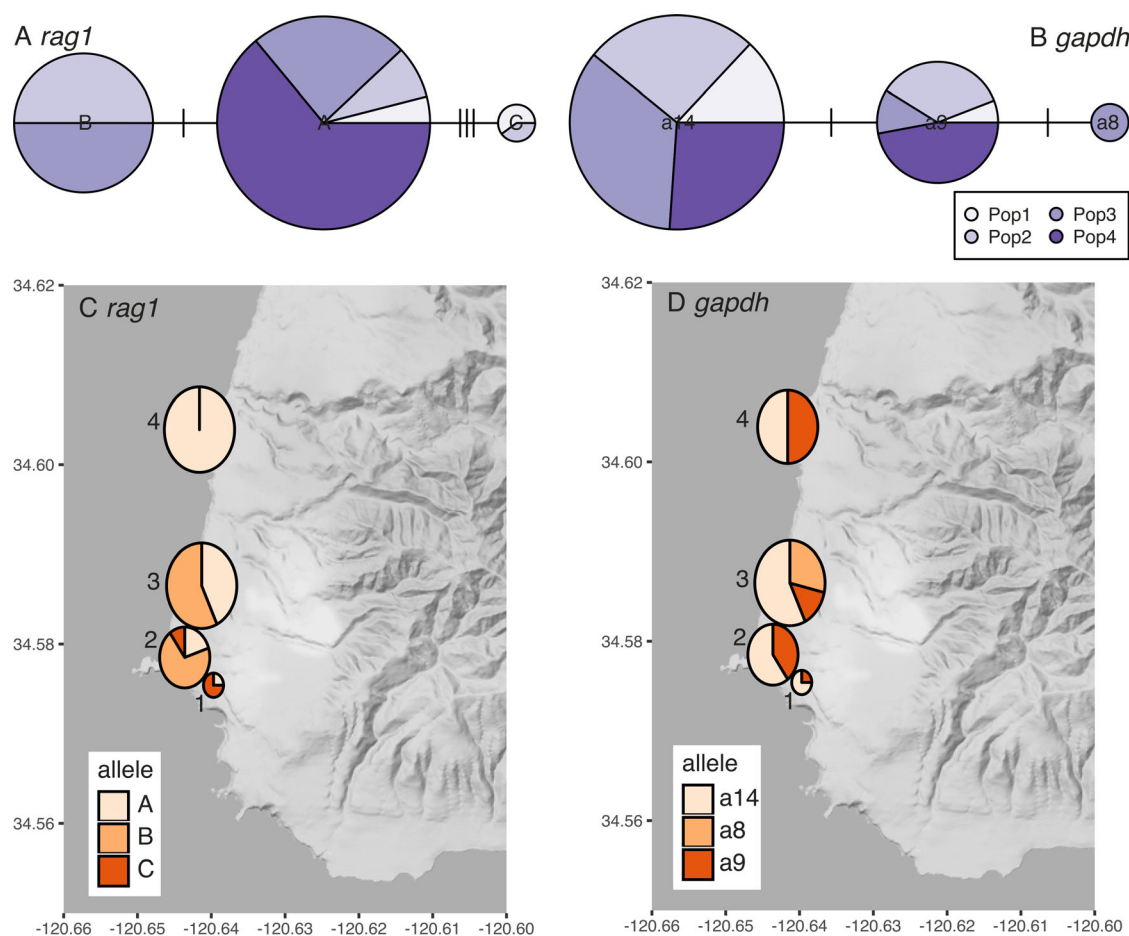 A rag1
B gapdh
B
A
C
a14
a9
a8
Pop1 Pop3
Pop2 Pop4
C rag1
34.62
34.60
34.58
34.56
4
3
2
1
allele
A
B
C
-120.66 -120.65 -120.64 -120.63 -120.62 -120.61 -120.60
D gapdh
34.62
34.60
34.58
34.56
4
3
2
1
allele
a14
a8
a9
-120.66 -120.65 -120.64 -120.63 -120.62 -120.61 -120.60